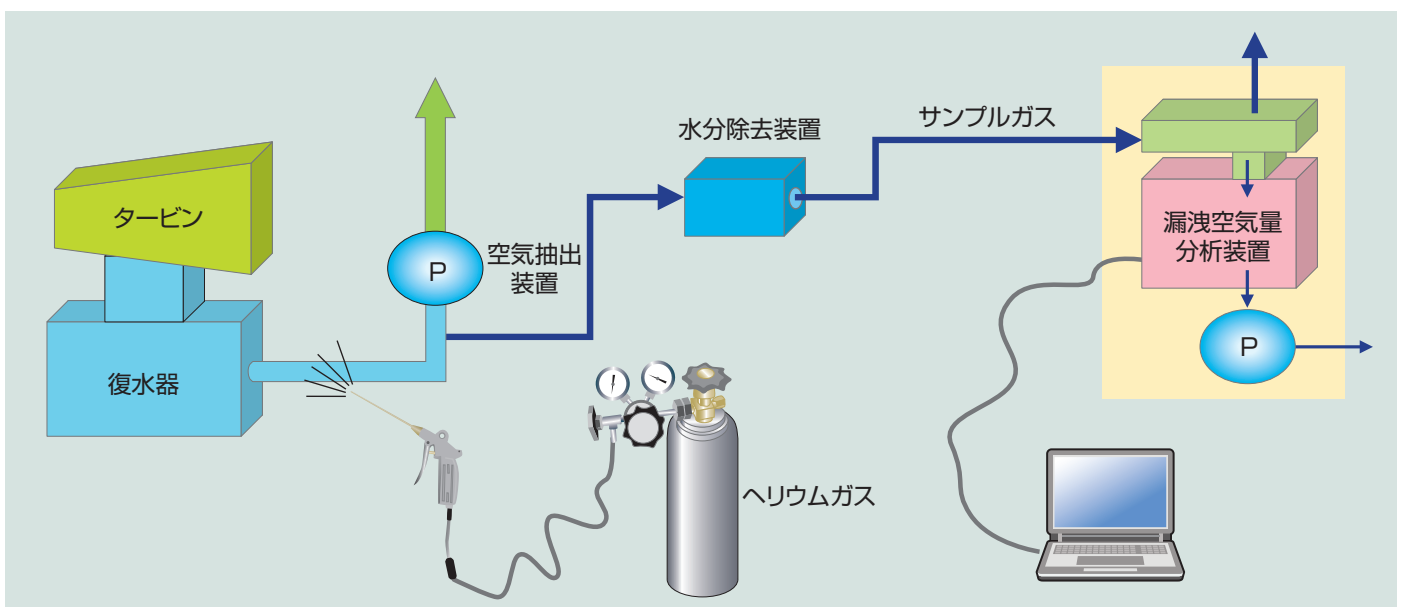 水分除去装置
サンプルガス
タービン
P
空気抽出
装置
漏洩空気量
分析装置
復水器
P
ヘリウムガス